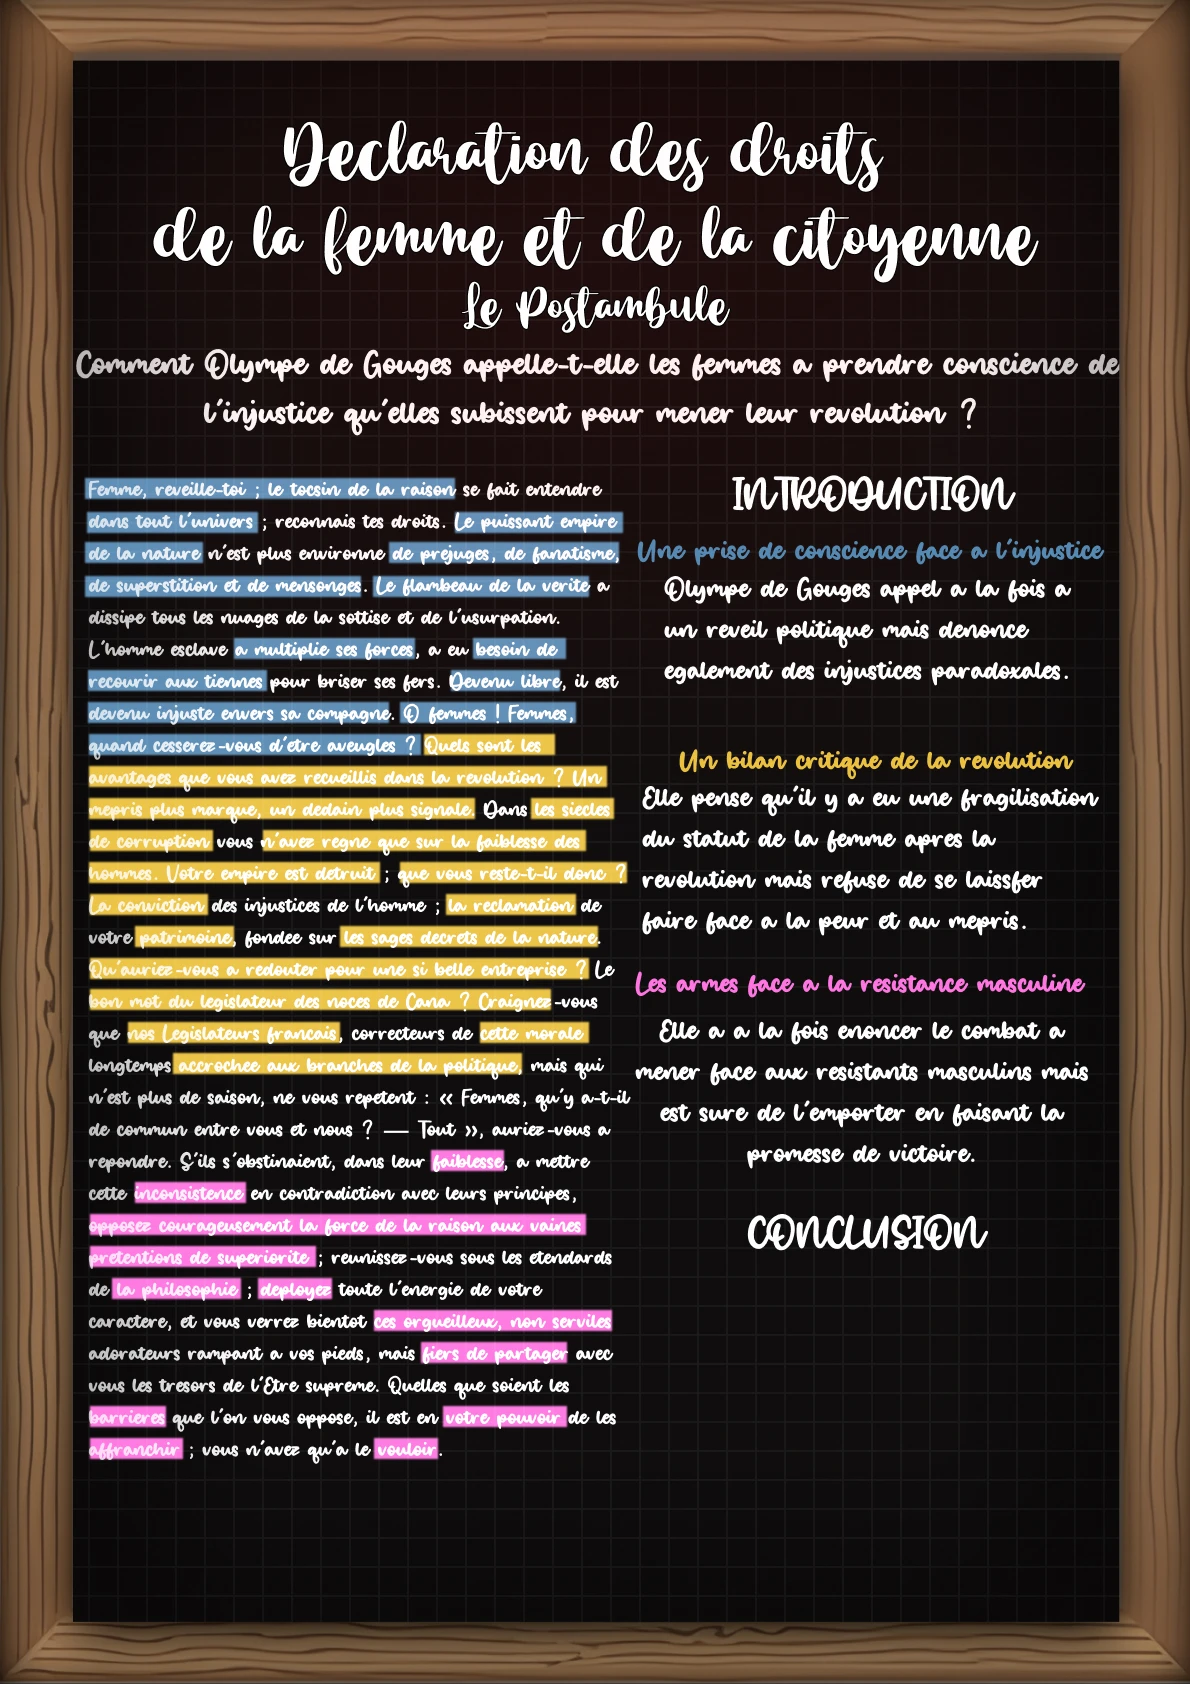 Declaration des droits
de la femme et de la citoyenne
Le Postambule
Comment Olympe de Gouges appelle-t-elle les femmes a prendre conscience de
l'injustice qu'elles subissent pour mener leur revolution ?
Femme, reveille-toi ; le tocsin de la raison se fait entendre
dans tout l'univers ; reconnais tes droits. Le puissant empire
de la nature n'est plus environne de prejuges, de fanatisme,
de superstition et de mensonges. Le flambeau de la verite a
dissipe tous les nuages de la sottise et de l'usurpation.
L'homme esclave a multiplie ses forces, a eu besoin de
recourir aux tiennes pour briser ses fers. Devenu libre, il est
devenu injuste envers sa compagne. O femmes ! Femmes,
quand cesserez-vous d'etre aveugles ? Quels sont les
avantages que vous avez recueillis dans la revolution ? Un
mepris plus marque, un dedain plus signale. Dans les siecles
de corruption vous n'avez regne que sur la faiblesse des
hommes. Votre empire est detruit ; que vous reste-t-il donc ?
La conviction des injustices de l'homme ; la reclamation de
votre patrimoine, fondee sur les sages decrets de la nature.
Qu'auriez-vous a redouter pour une si belle entreprise ? Le
bon mot du legislateur des noces de Cana ? Craignez-vous
que nos Legislateurs francais, correcteurs de cette morale
longtemps accrochee aux branches de la politique, mais qui
n'est plus de saison, ne vous repetent : « Femmes, qu'y a-t-il
de commun entre vous et nous ? — Tout », auriez-vous a
repondre. S'ils s'obstinaient, dans leur faiblesse, a mettre
cette inconsistence en contradiction avec leurs principes,
opposez courageusement la force de la raison aux vaines
pretentions de superiorite ; reunissez-vous sous les etendards
de la philosophie ; deployez toute l'energie de votre
caractere, et vous verrez bientot ces orgueilleux, non serviles
adorateurs rampant a vos pieds, mais fiers de partager avec
vous les tresors de l'Etre supreme. Quelles que soient les
barrieres que l'on vous oppose, il est en votre pouvoir de les
affranchir ; vous n'avez qu'a le vouloir.
INTRODUCTION
Une prise de conscience face a l'injustice
Olympe de Gouges appel a la fois a
un reveil politique mais denonce
egalement des injustices paradoxales.
Un bilan critique de la revolution
Elle pense qu'il y a eu une fragilisation
du statut de la femme apres la
revolution mais refuse de se laissfer
faire face a la peur et au mepris.
Les armes face a la resistance masculine
Elle a a la fois enoncer le combat a
mener face aux resistants masculins mais
est sure de l'emporter en faisant la
promesse de victoire.
CONCLUSION